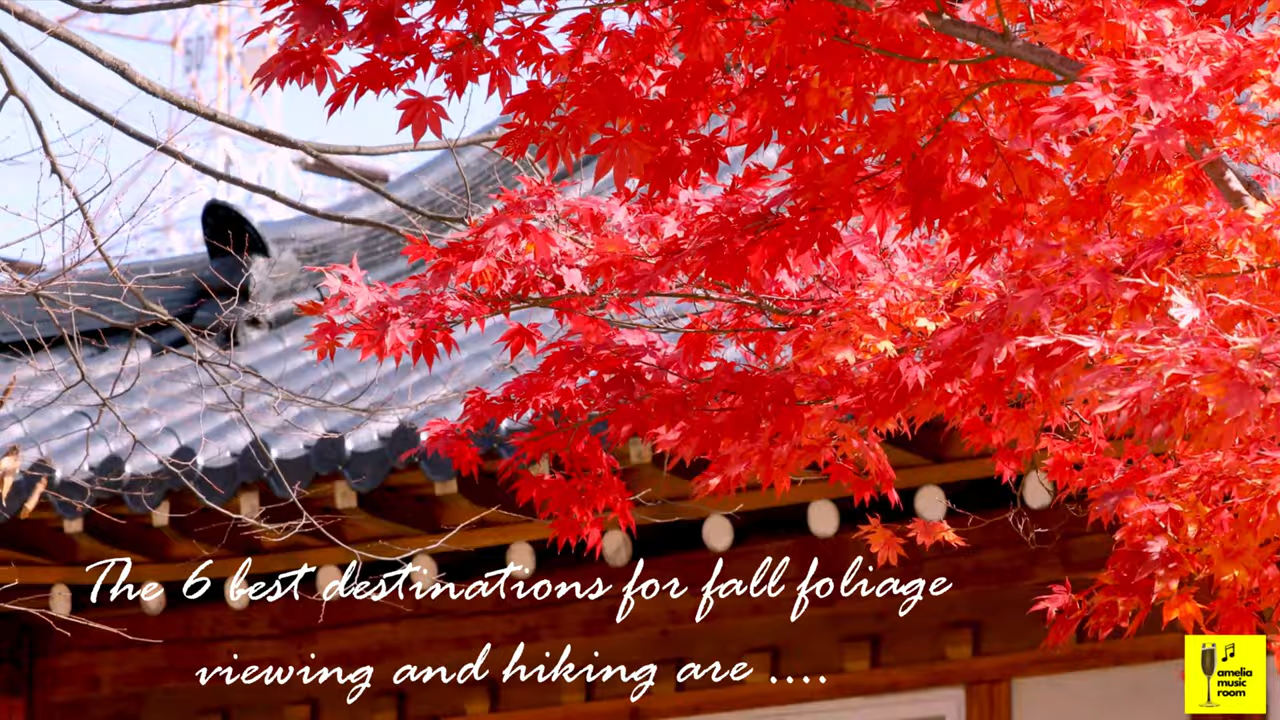 The 6 best destinations for fall foliage
viewing and hiking are ....
amelia
music
room